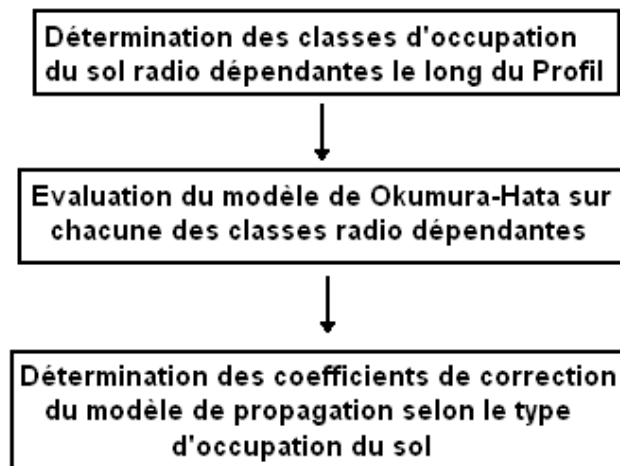 Détermination des classes d'occupation
du sol radio dépendantes le long du Profil
Evaluation du modèle de Okumura-Hata sur
chacune des classes radio dépendantes
Détermination des coefficients de correction
du modèle de propagation selon le type
d'occupation du sol